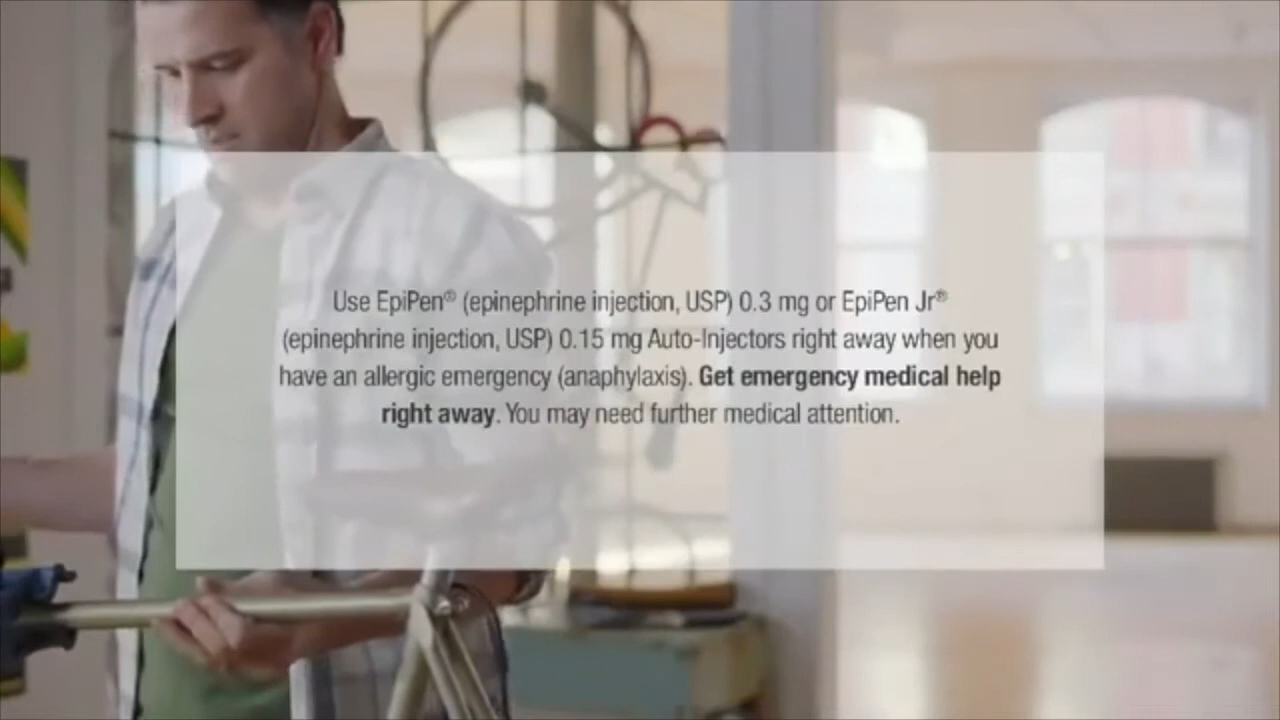 Use EpiPen® (epinephrine injection, USP) 0.3 mg or EpiPen Jr®
(epinephrine injection, USP) 0.15 mg Auto-Injectors right away when you
have an allergic emergency (anaphylaxis). Get emergency medical help
right away. You may need further medical attention.